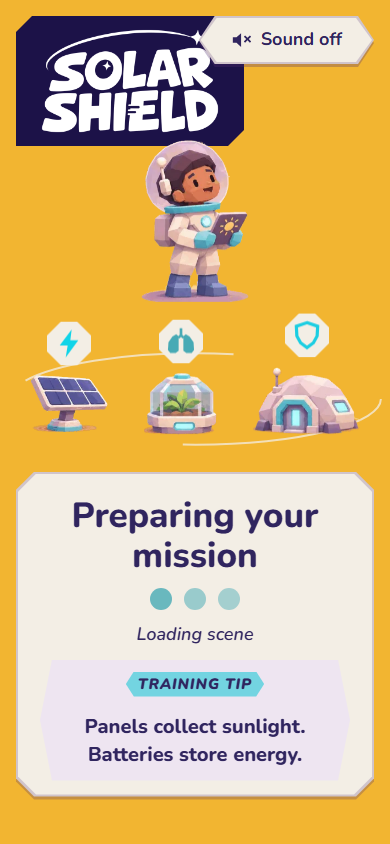 SOLAR
SHIELD
Sound off
Preparing your
mission
Loading scene
TRAINING TIP
Panels collect sunlight.
Batteries store energy.